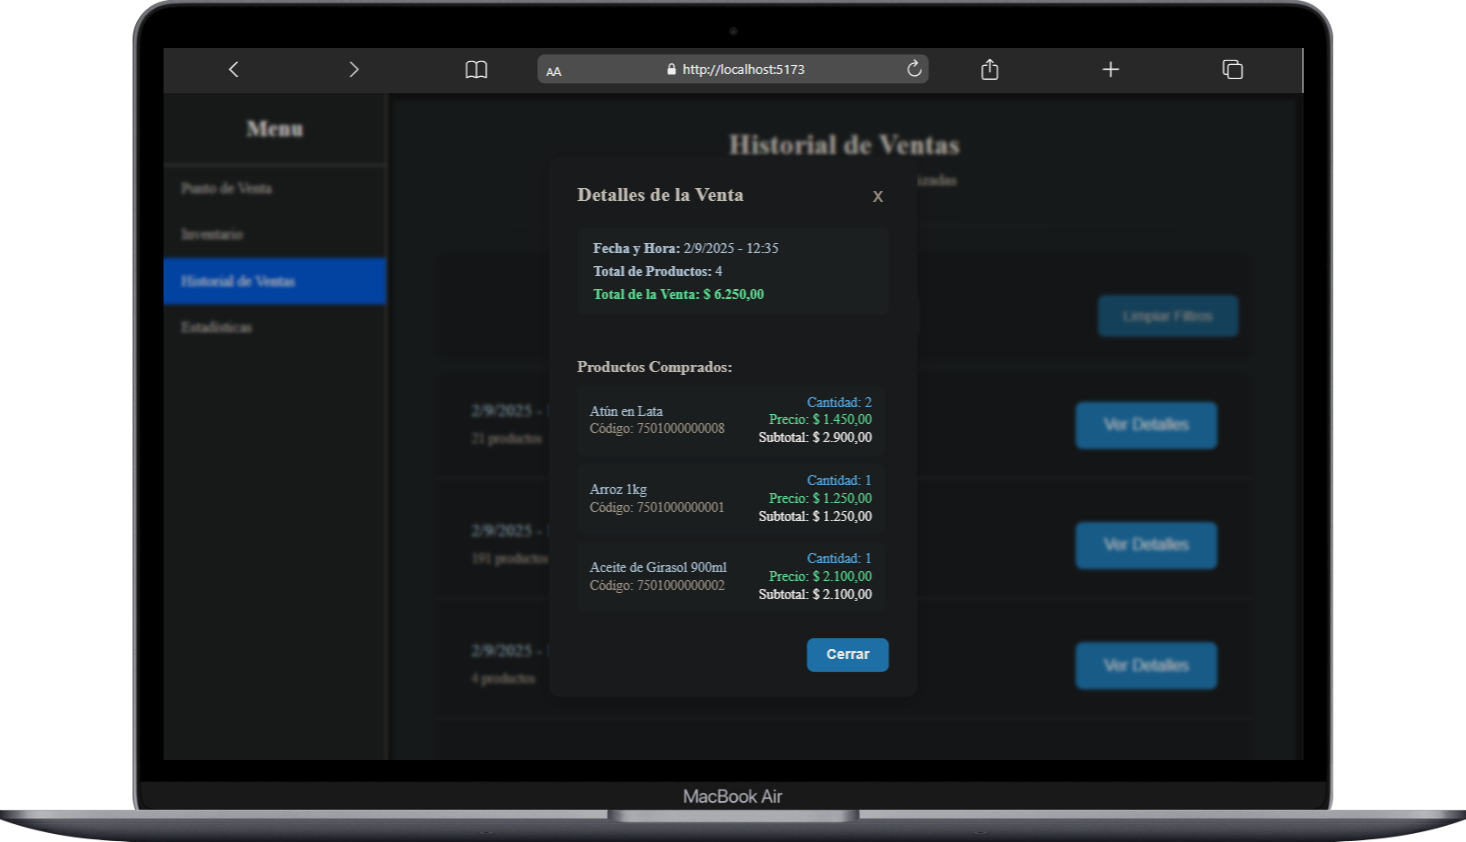 AA
http://localhost:5173
Menu
Punto de Venta
Inventario
Historial de Ventas
Estadísticas
Historial de Ventas
Detalles de la Venta
X
Fecha y Hora: 2/9/2025 - 12:35
Total de Productos: 4
Total de la Venta: $ 6.250,00
Limpiar Filtros
Productos Comprados:
Atún en Lata
Código: 7501000000008
Cantidad: 2
Precio: $ 1.450,00
Subtotal: $ 2.900,00
Arroz 1kg
Código: 7501000000001
Cantidad: 1
Precio: $ 1.250,00
Subtotal: $ 1.250,00
Aceite de Girasol 900ml
Código: 7501000000002
Cantidad: 1
Precio: $ 2.100,00
Subtotal: $ 2.100,00
Cerrar
2/9/2025 -
21 productos
Ver Detalles
2/9/2025 -
191 productos
Ver Detalles
2/9/2025 -
4 productos
Ver Detalles
MacBook Air